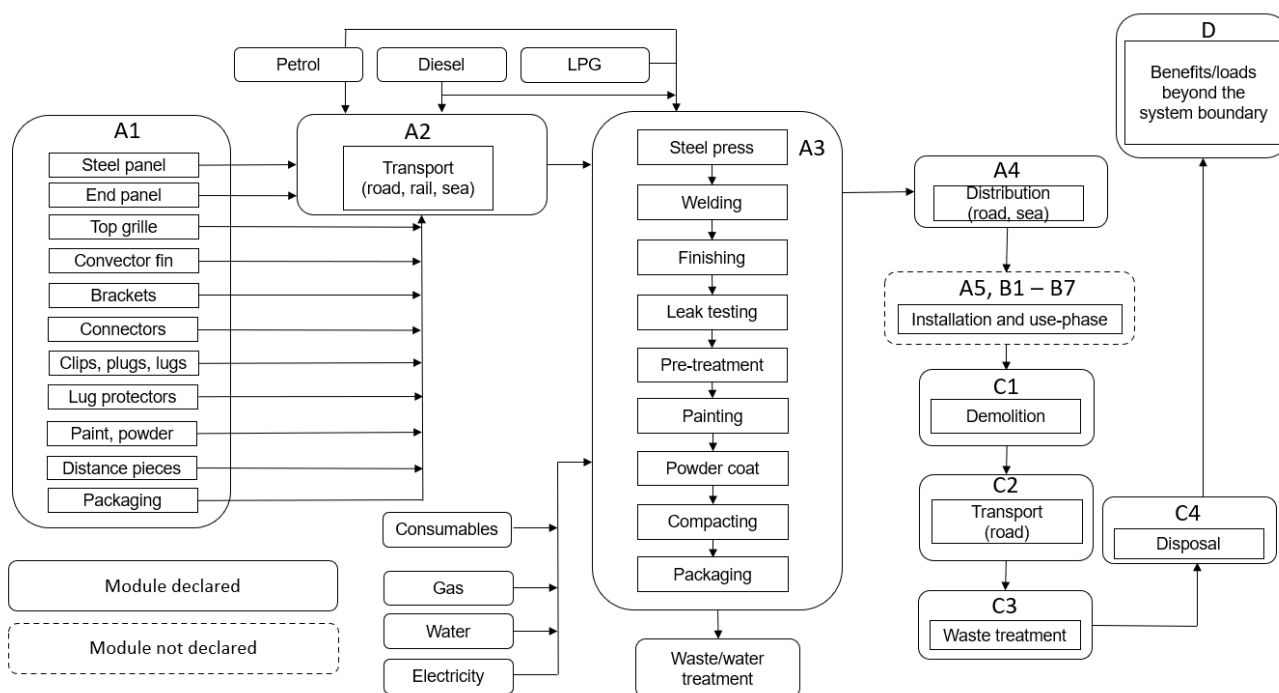 Petrol
Diesel
LPG
D
Benefits/loads
beyond the
system boundary
A1
Steel panel
End panel
Top grille
Convector fin
Brackets
Connectors
Clips, plugs, lugs
Lug protectors
Paint, powder
Distance pieces
Packaging
A2
Transport
(road, rail, sea)
A3
Steel press
Welding
Finishing
Leak testing
Pre-treatment
Painting
Powder coat
Compacting
Packaging
Consumables
Gas
Water
Electricity
Waste/water
treatment
A4
Distribution
(road, sea)
A5, B1 – B7
Installation and use-phase
C1
Demolition
C2
Transport
(road)
C3
Waste treatment
C4
Disposal
Module declared
Module not declared